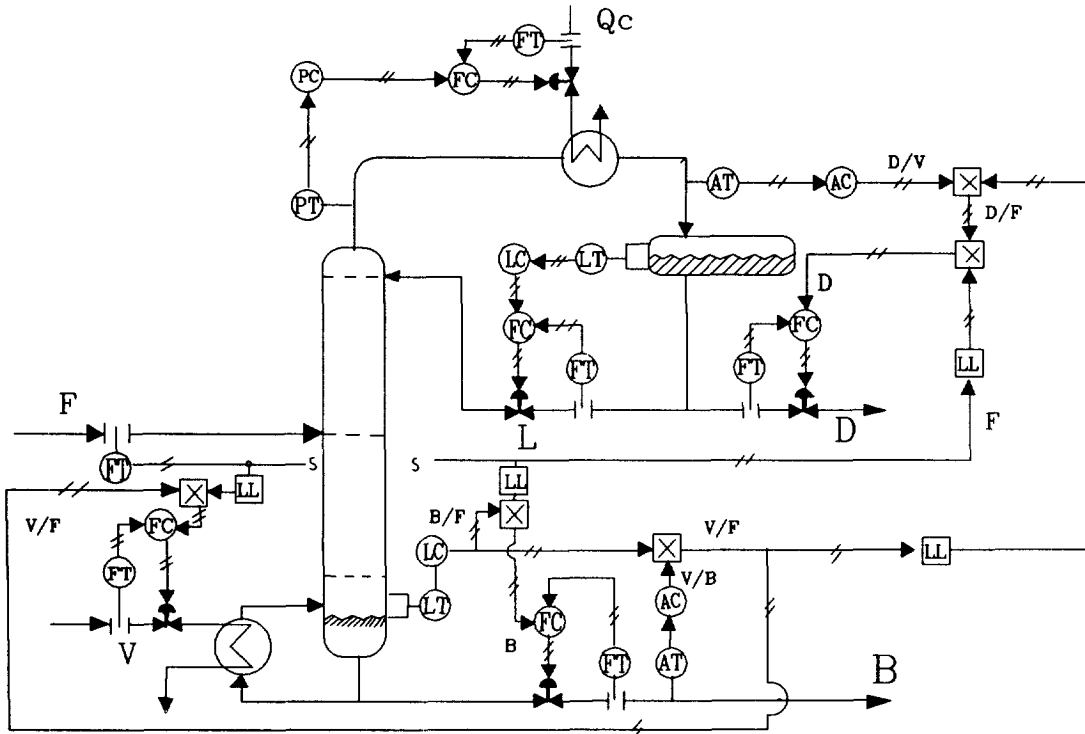 Qc
FT
PC
FC
PT
AT
AC
D/V
×
D/F
LC
LT
×
D
FC
FC
FT
FT
LL
F
L
D
F
FT
S
S
LL
×
LL
V/F
FC
B/F
×
LC
×
V/F
LL
V/B
FT
LT
AC
FC
V
B
FT
AT
B